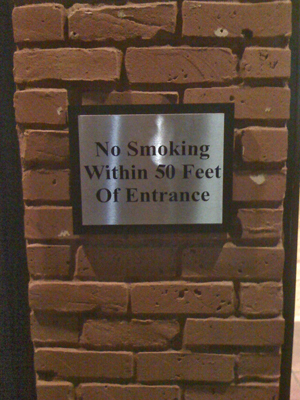 No Smoking
Within 50 Feet
Of Entrance